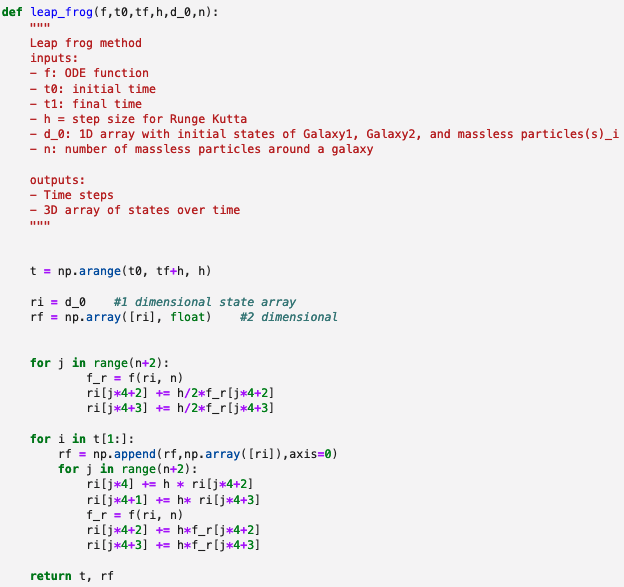 def leap_frog(f,t0,tf,h,d_0,n):
    """
    Leap frog method
    inputs:
    - f: ODE function
    - t0: initial time
    - t1: final time
    - h = step size for Runge Kutta
    - d_0: 1D array with initial states of Galaxy1, Galaxy2, and massless particles(s)_i
    - n: number of massless particles around a galaxy

    outputs:
    - Time steps
    - 3D array of states over time
    """

    t = np.arange(t0, tf+h, h)

    ri = d_0    #1 dimensional state array
    rf = np.array([ri], float)    #2 dimensional

    for j in range(n+2):
            f_r = f(ri, n)
            ri[j*4+2] += h/2*f_r[j*4+2]
            ri[j*4+3] += h/2*f_r[j*4+3]

    for i in t[1:]:
        rf = np.append(rf,np.array([ri]),axis=0)
        for j in range(n+2):
            ri[j*4] += h * ri[j*4+2]
            ri[j*4+1] += h* ri[j*4+3]
            f_r = f(ri, n)
            ri[j*4+2] += h*f_r[j*4+2]
            ri[j*4+3] += h*f_r[j*4+3]

    return t, rf